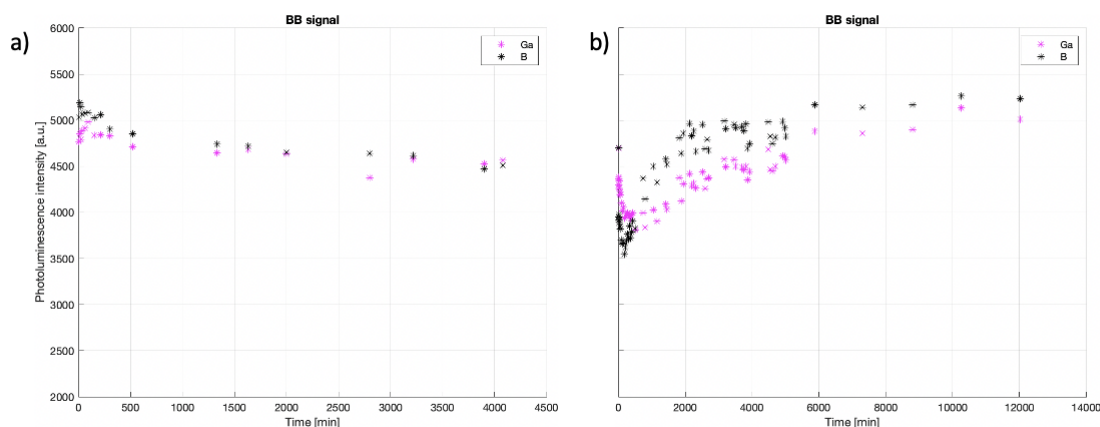 a)
BB signal
6000
5500
5000
4500
4000
3500
3000
2500
2000
Photoluminescence intensity [a.u.]
0 500 1000 1500 2000 2500 3000 3500 4000 4500
Time [min]
Ga
B
b)
BB signal
0 2000 4000 6000 8000 10000 12000 14000
Time [min]
Ga
B